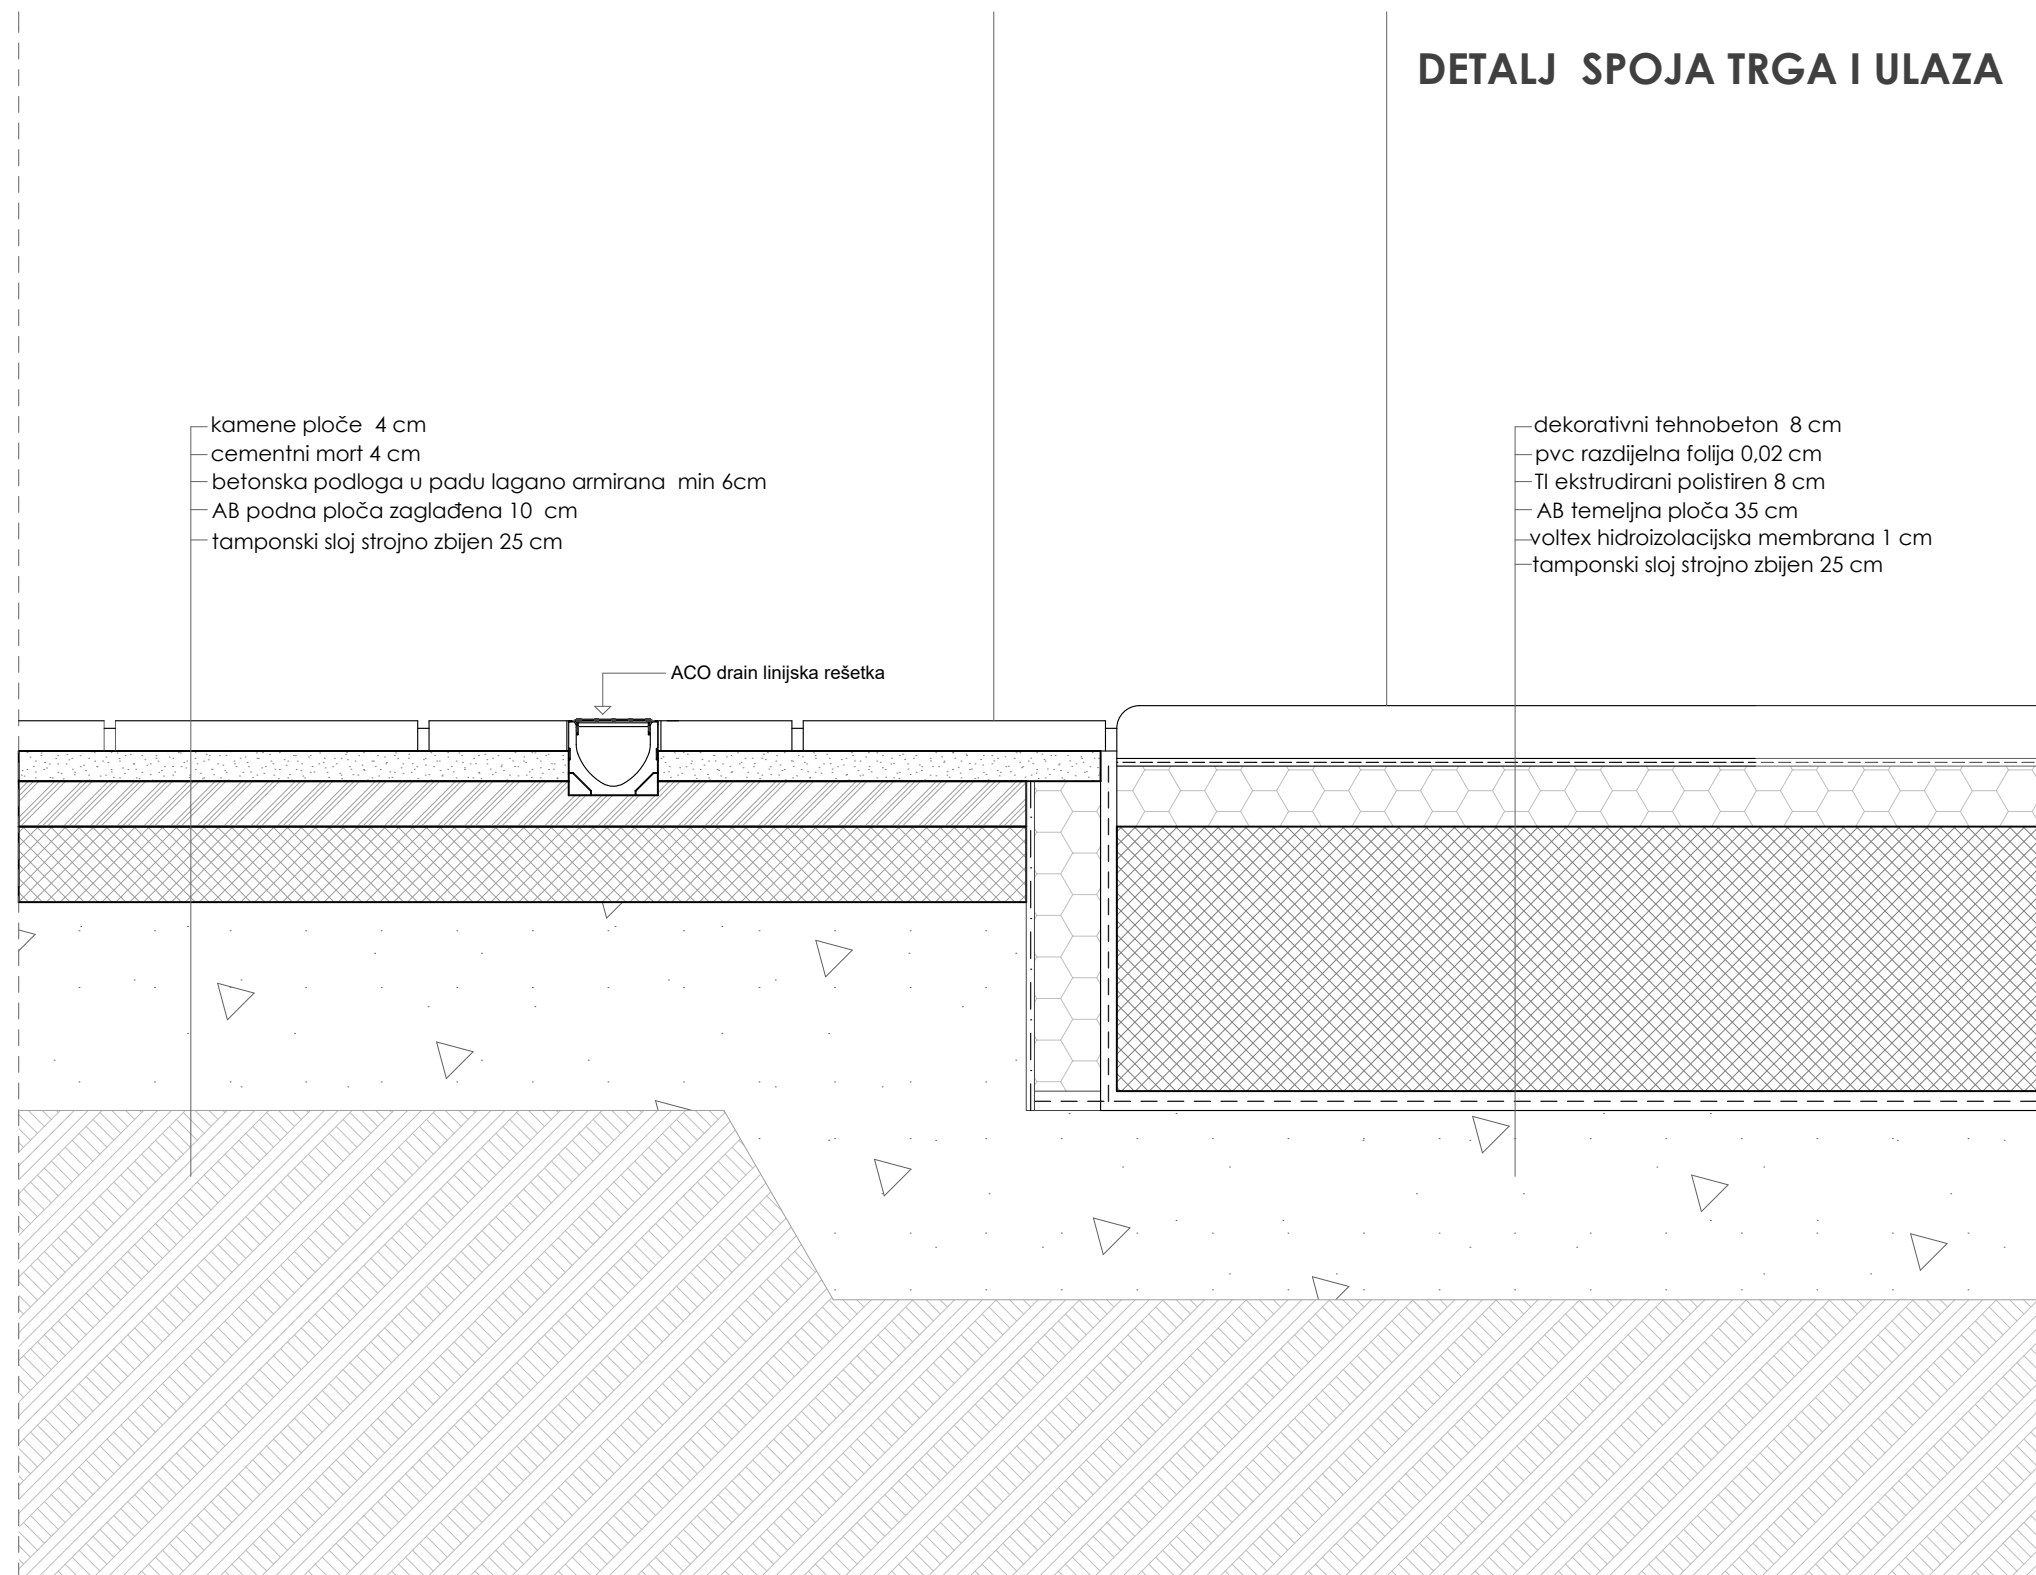 DETALJ SPOJA TRGA I ULAZA
kamene ploče 4 cm
cementni mort 4 cm
betonska podloga u padu lagano armirana min 6cm
AB podna ploča zaglađena 10 cm
tamponski sloj strojno zbijen 25 cm
dekorativni tehnobeton 8 cm
pvc razdijelna folija 0,02 cm
TI ekstrudirani polistiren 8 cm
AB temeljna ploča 35 cm
voltex hidroizolacijska membrana 1 cm
tamponski sloj strojno zbijen 25 cm
ACO drain linijska rešetka